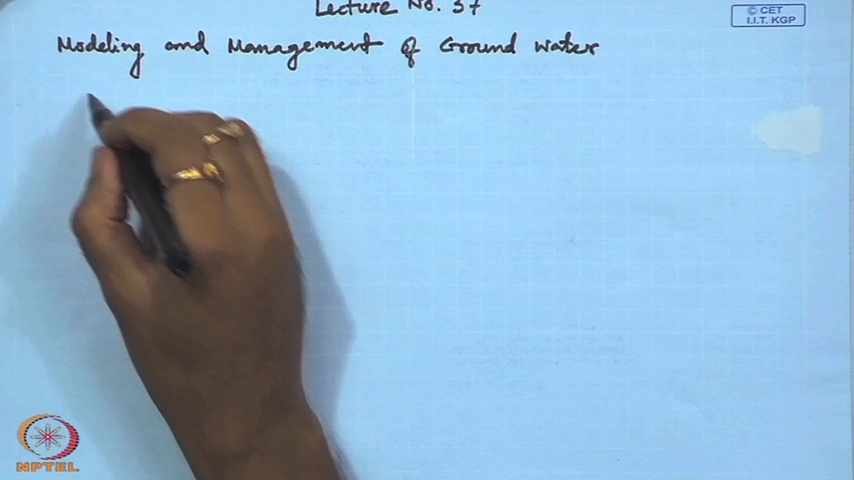 Lecture No. 37
© CET
I.I.T. KGP
Modeling and Management of Ground Water
NPTEL